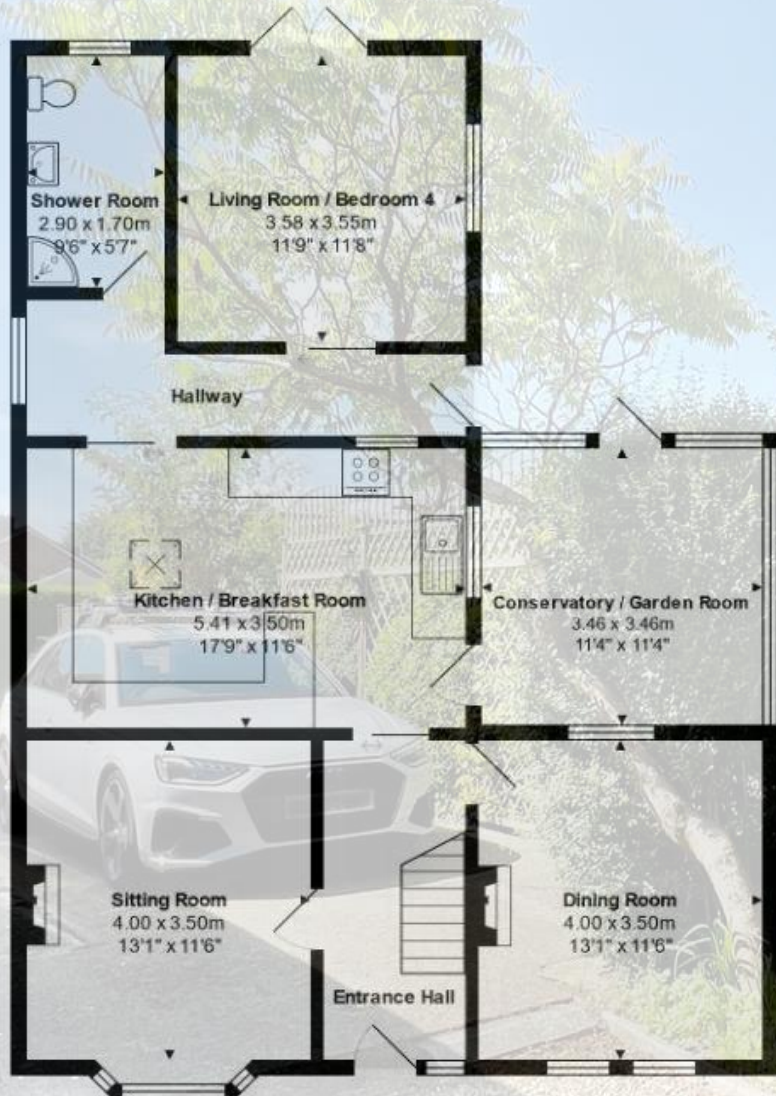 Shower Room
2.90 x 1.70m
9'6" x 5'7"
Living Room / Bedroom 4
3.58 x 3.55m
11'9" x 11'8"
Hallway
Kitchen / Breakfast Room
5.41 x 3.50m
17'9" x 11'6"
Conservatory / Garden Room
3.46 x 3.46m
11'4" x 11'4"
Sitting Room
4.00 x 3.50m
13'1" x 11'6"
Dining Room
4.00 x 3.50m
13'1" x 11'6"
Entrance Hall